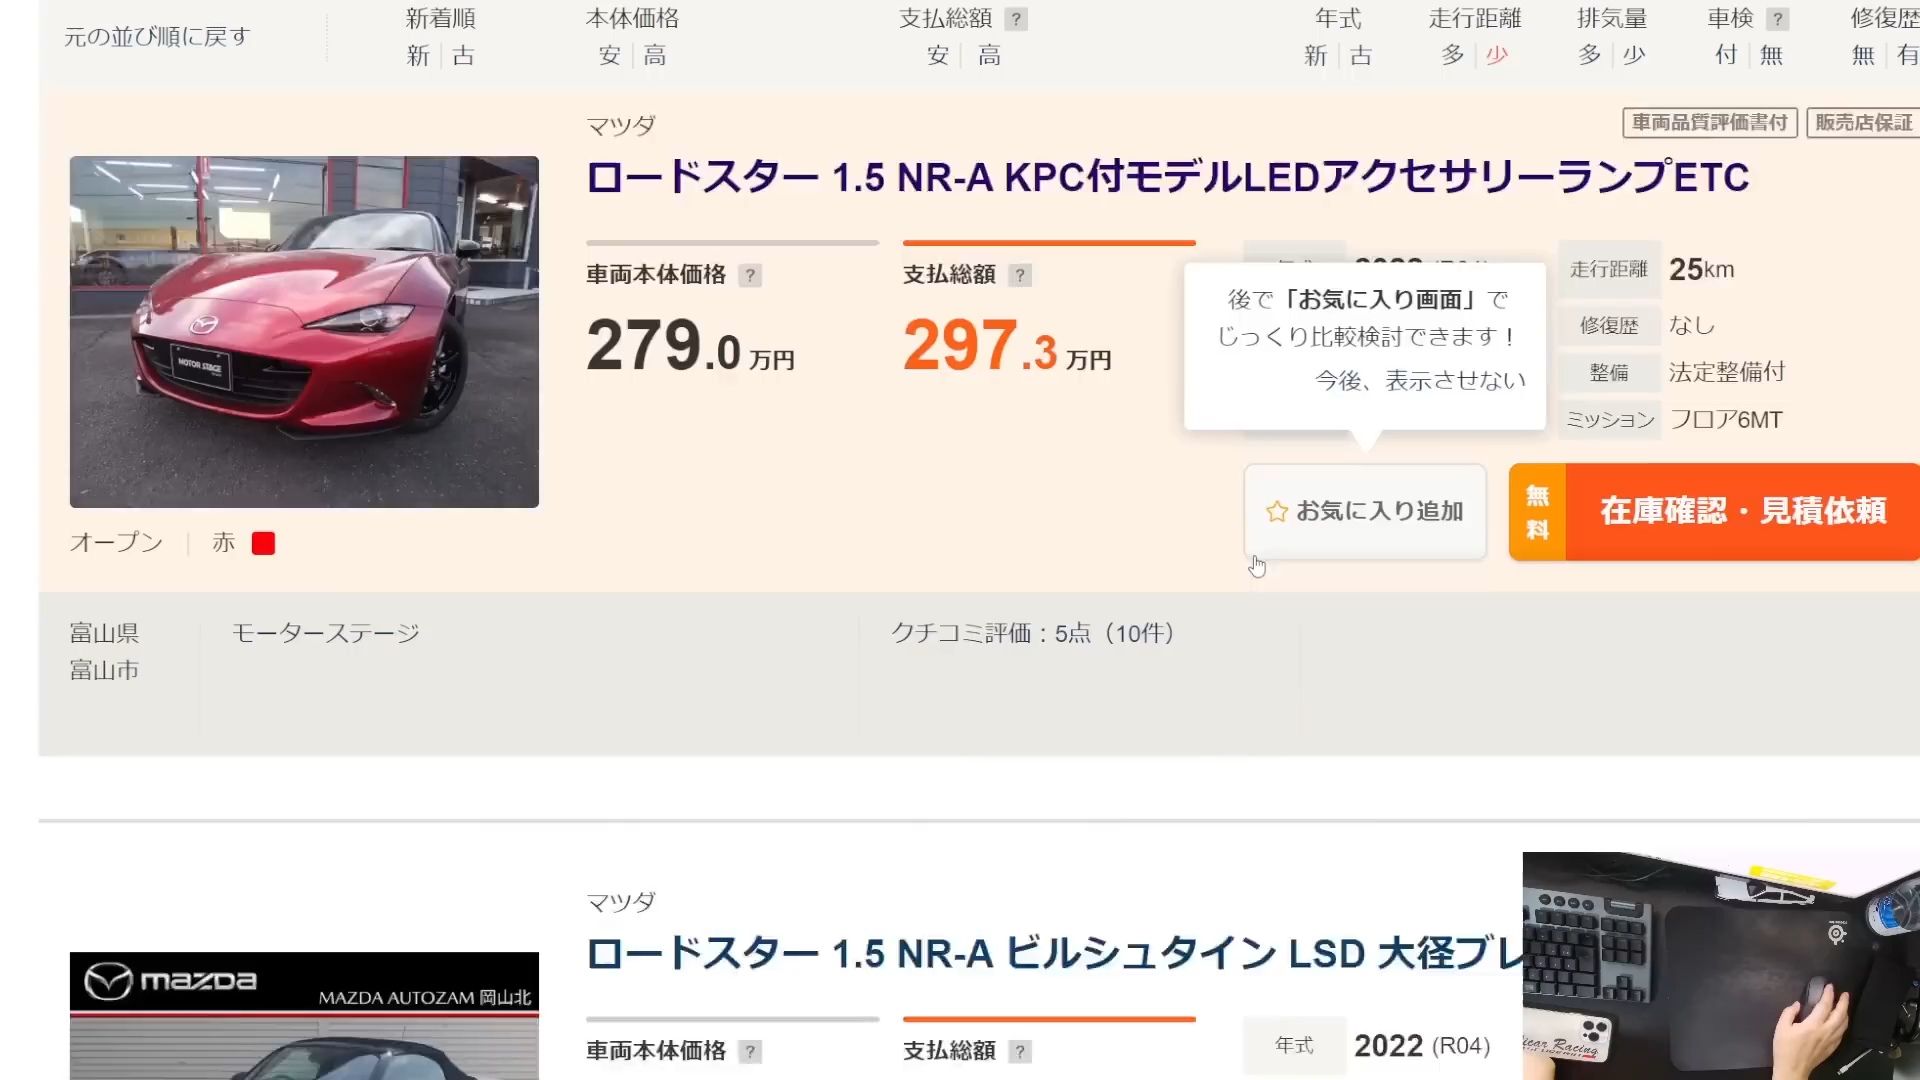 元の並び順に戻す
新着順
新 古
本体価格
安 高
支払総額 ?
安 高
年式
新 古
走行距離
多 少
排気量
多 少
車検 ?
付 無
修復歴
無 有
マツダ
車両品質評価書付
販売店保証
ロードスター 1.5 NR-A KPC付モデルLEDアクセサリーランプETC
MOTOR STAGE
車両本体価格 ?
279.0 万円
支払総額 ?
297.3 万円
後で「お気に入り画面」で
じっくり比較検討できます！
今後、表示させない
走行距離 25km
修復歴 なし
整備 法定整備付
ミッション フロア6MT
お気に入り追加
無料
在庫確認・見積依頼
オープン 赤
富山県
富山市
モーターステージ
クチコミ評価：5点（10件）
マツダ
ロードスター 1.5 NR-A ビルシュタイン LSD 大径ブレ
mazda
MAZDA AUTOZAM 岡山北
車両本体価格 ?
支払総額 ?
年式 2022 (R04)